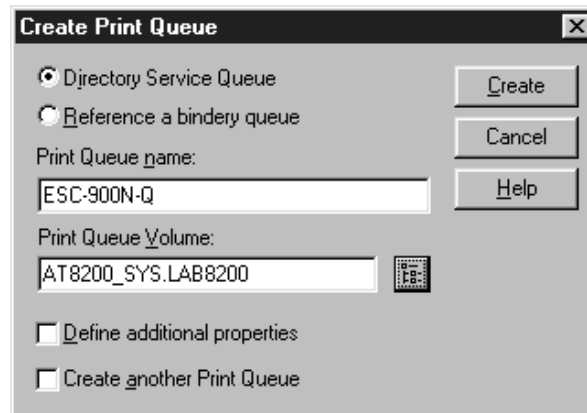 Create Print Queue
Directory Service Queue
Create
Reference a bindery queue
Cancel
Print Queue name:
Help
ESC-900N-Q
Print Queue Volume:
AT8200_SYS.LAB8200
Define additional properties
Create another Print Queue